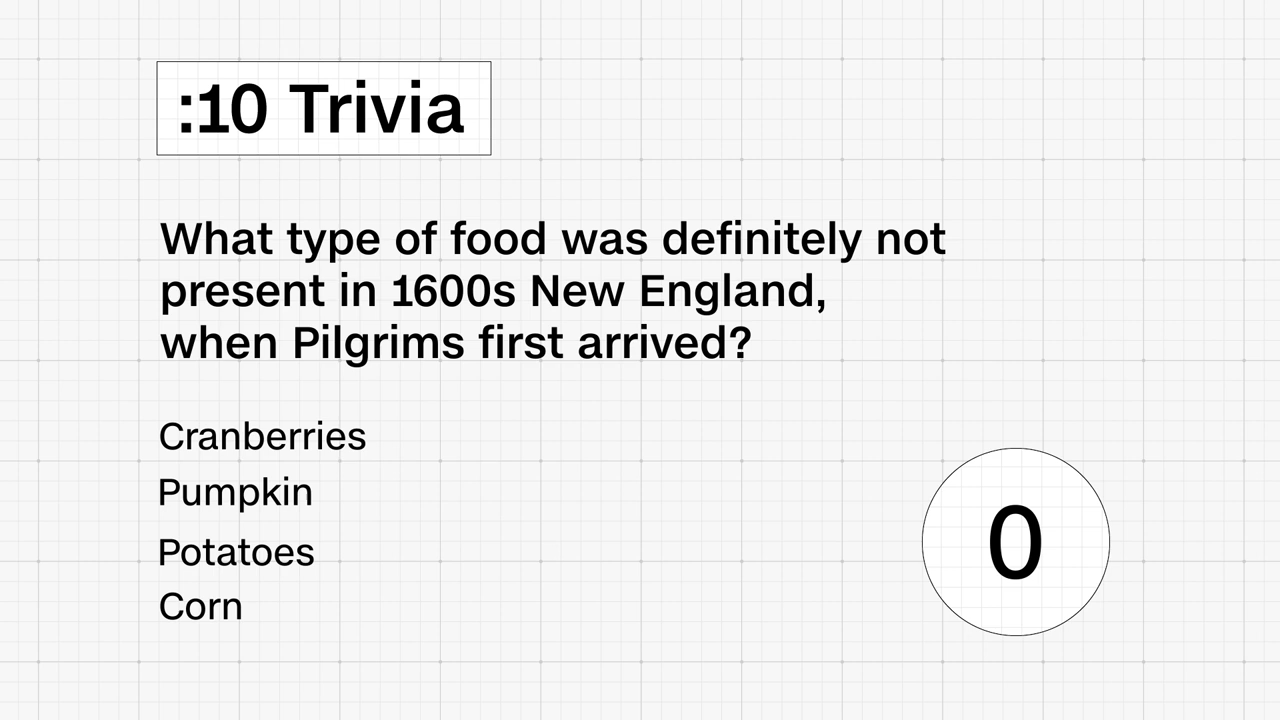 :10 Trivia
What type of food was definitely not
present in 1600s New England,
when Pilgrims first arrived?
Cranberries
Pumpkin
Potatoes
Corn
0